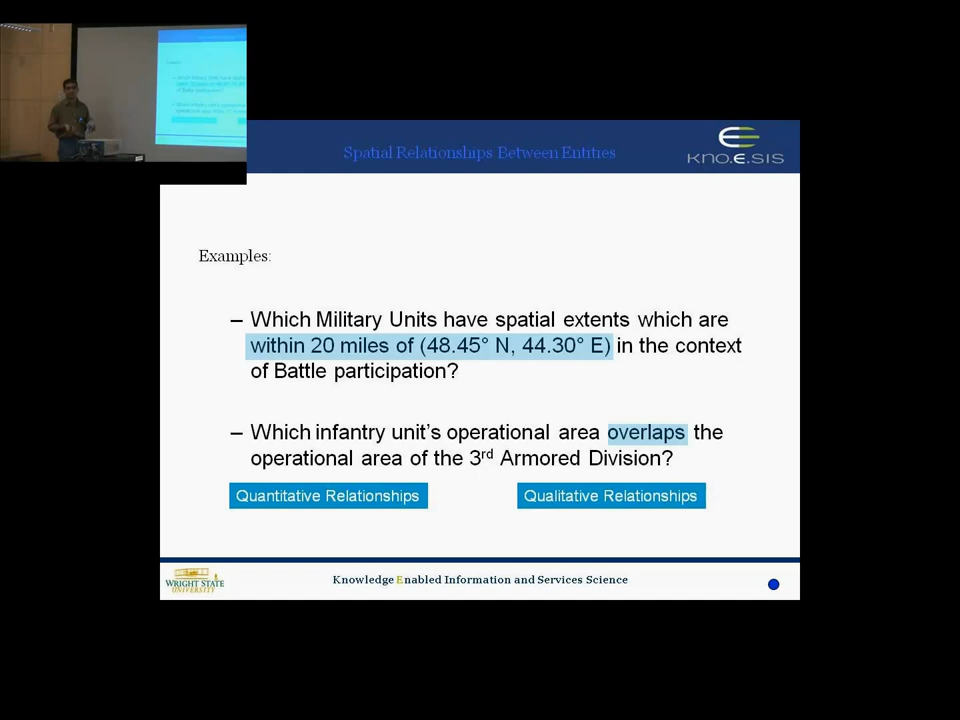 Spatial Relationships Between Entities
kno.e.sis
Examples:
– Which Military Units have spatial extents which are
within 20 miles of (48.45° N, 44.30° E) in the context
of Battle participation?
– Which infantry unit's operational area overlaps the
operational area of the 3rd Armored Division?
Quantitative Relationships
Qualitative Relationships
WRIGHT STATE
UNIVERSITY
Knowledge Enabled Information and Services Science